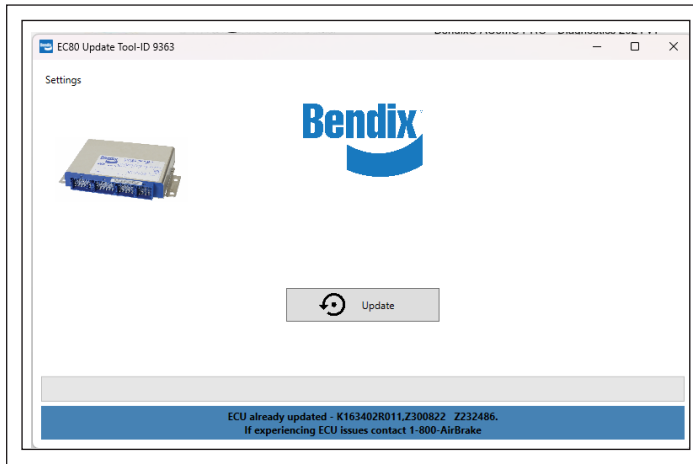 EC80 Update Tool-ID 9363
Settings
Bendix
Update
ECU already updated - K163402R011,Z300822 Z232486.
If experiencing ECU issues contact 1-800-AirBrake